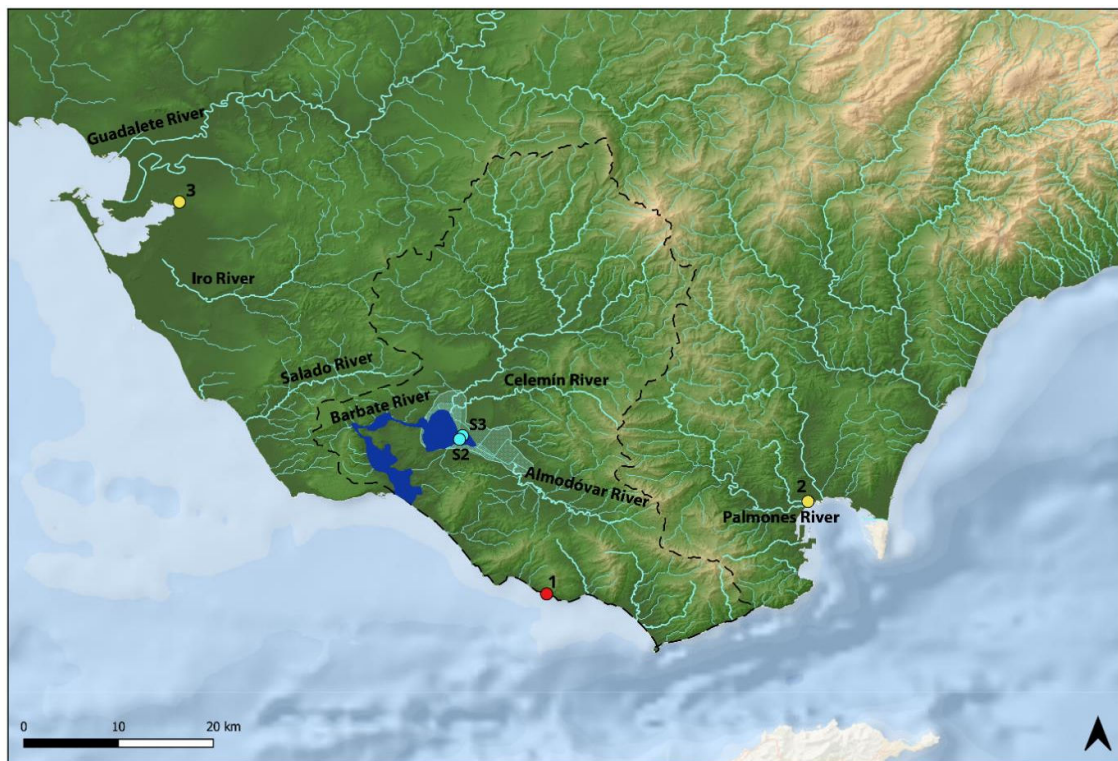 Guadalete River
3
Iro River
Salado River
Celemín River
Barbate River
S3
S2
Almodóvar River
2
Palmones River
1
0 10 20 km